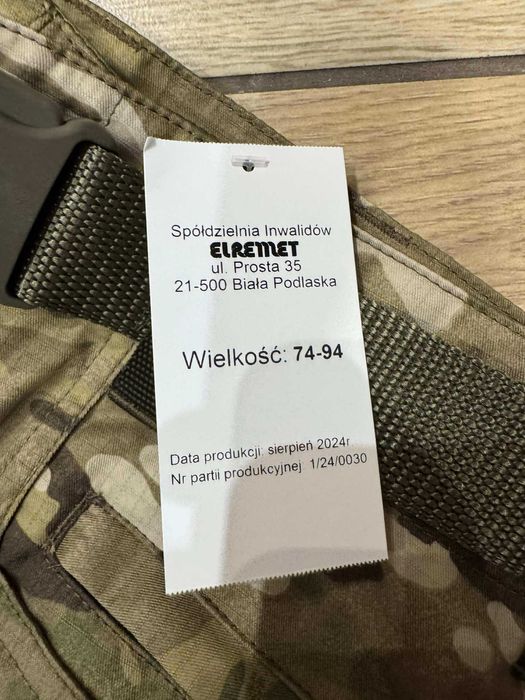 Spółdzielnia Inwalidów
ELREMET
ul. Prosta 35
21-500 Biała Podlaska
Wielkość: 74-94
Data produkcji: sierpień 2024r
Nr partii produkcyjnej 1/24/0030